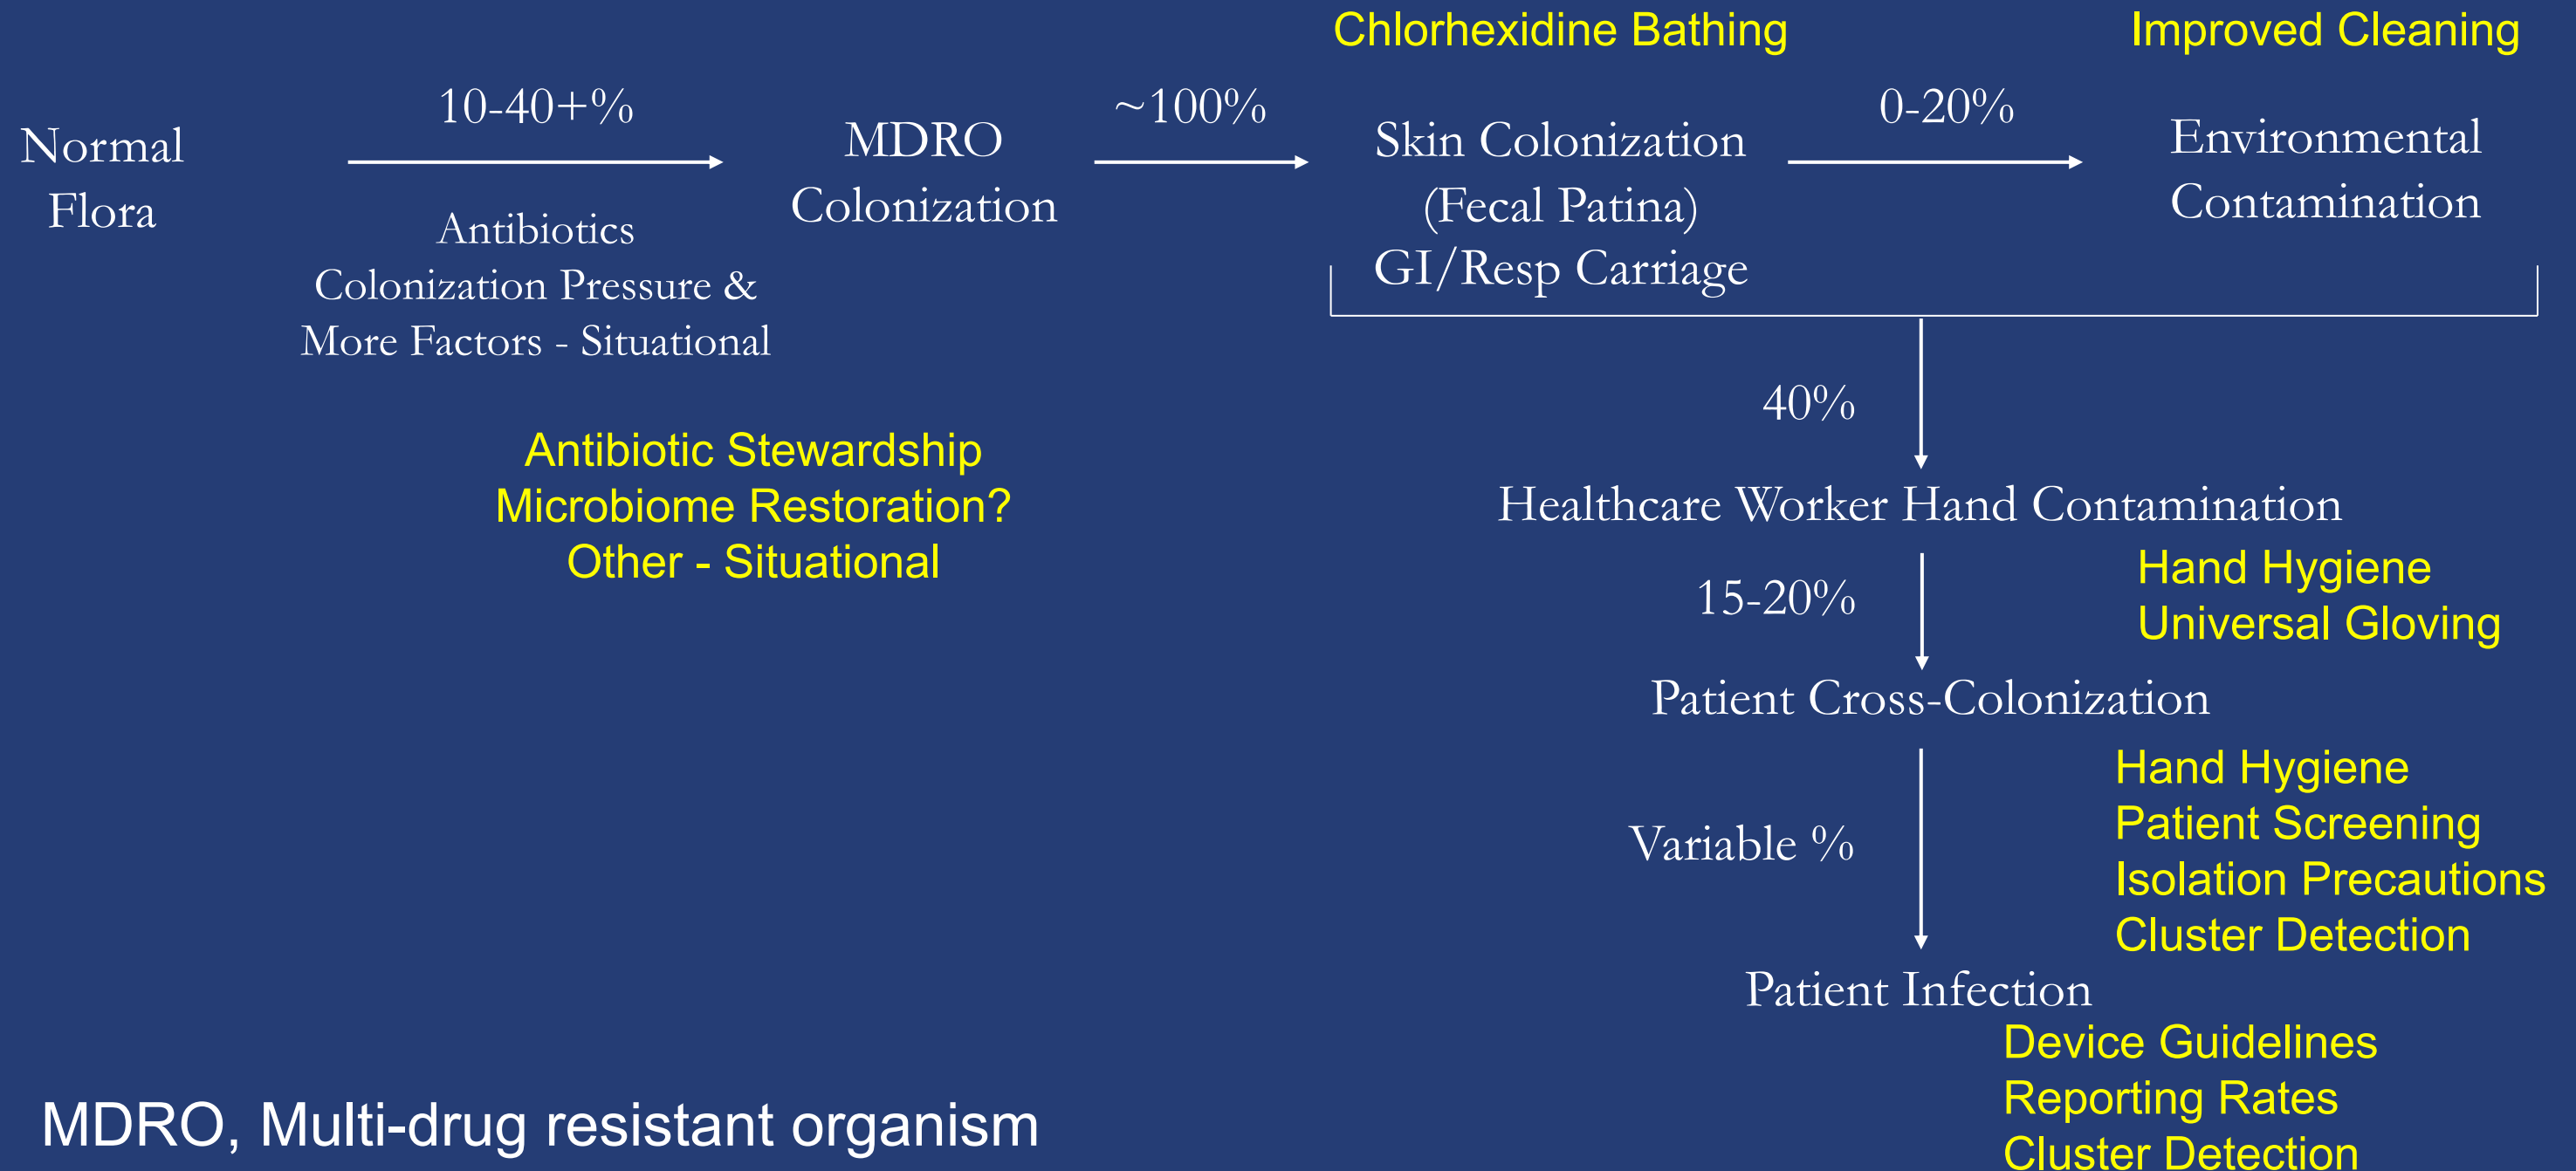 Chlorhexidine Bathing
Improved Cleaning
Normal
Flora
10-40+%
Antibiotics
Colonization Pressure &
More Factors - Situational
MDRO
Colonization
~100%
Skin Colonization
(Fecal Patina)
GI/Resp Carriage
0-20%
Environmental
Contamination
Antibiotic Stewardship
Microbiome Restoration?
Other - Situational
40%
Healthcare Worker Hand Contamination
15-20%
Hand Hygiene
Universal Gloving
Patient Cross-Colonization
Variable %
Hand Hygiene
Patient Screening
Isolation Precautions
Cluster Detection
Patient Infection
Device Guidelines
Reporting Rates
Cluster Detection
MDRO, Multi-drug resistant organism